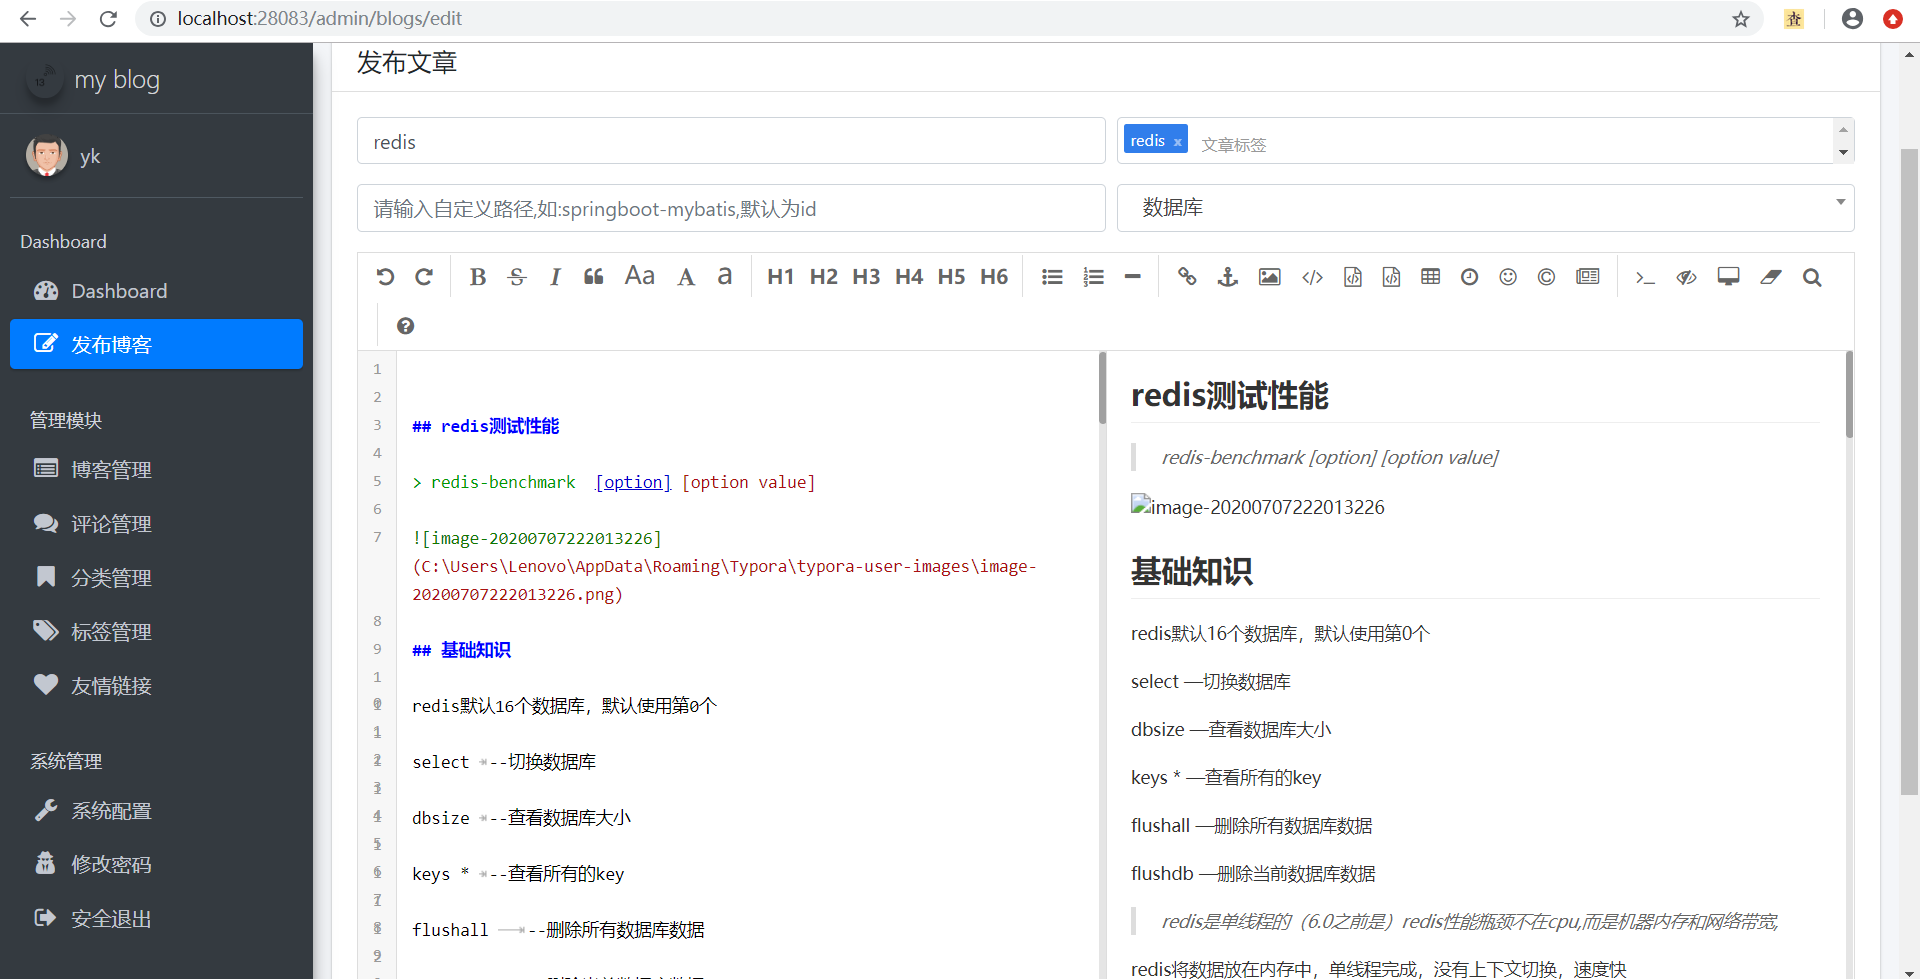 localhost:28083/admin/blogs/edit
查
13
my blog
yk
Dashboard
Dashboard
发布博客
管理模块
博客管理
评论管理
分类管理
标签管理
友情链接
系统管理
系统配置
修改密码
安全退出
发布文章
redis
redis x
文章标签
请输入自定义路径,如:springboot-mybatis,默认为id
数据库
B S I Aa A a H1 H2 H3 H4 H5 H6
1
2
3 ## redis测试性能
4
5 > redis-benchmark [option] [option value]
6
7 ![image-20200707222013226]
(C:\Users\Lenovo\AppData\Roaming\Typora\typora-user-images\image-
20200707222013226.png)
8
9 ## 基础知识
10
11 redis默认16个数据库，默认使用第0个
12
13 select --切换数据库
14
15 dbsize --查看数据库大小
16
17 keys * --查看所有的key
18
19 flushall --删除所有数据库数据
redis测试性能
redis-benchmark [option] [option value]
image-20200707222013226
基础知识
redis默认16个数据库，默认使用第0个
select —切换数据库
dbsize —查看数据库大小
keys * —查看所有的key
flushall —删除所有数据库数据
flushdb —删除当前数据库数据
redis是单线程的（6.0之前是）redis性能瓶颈不在cpu,而是机器内存和网络带宽,
redis将数据放在内存中，单线程完成，没有上下文切换，速度快